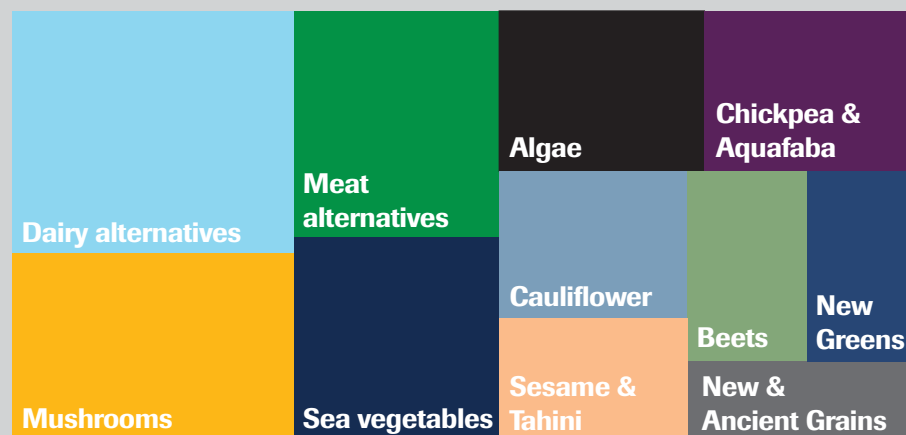 Dairy alternatives
Mushrooms
Meat
alternatives
Sea vegetables
Algae
Chickpea &
Aquafaba
Cauliflower
Sesame &
Tahini
Beets
New
Greens
New &
Ancient Grains